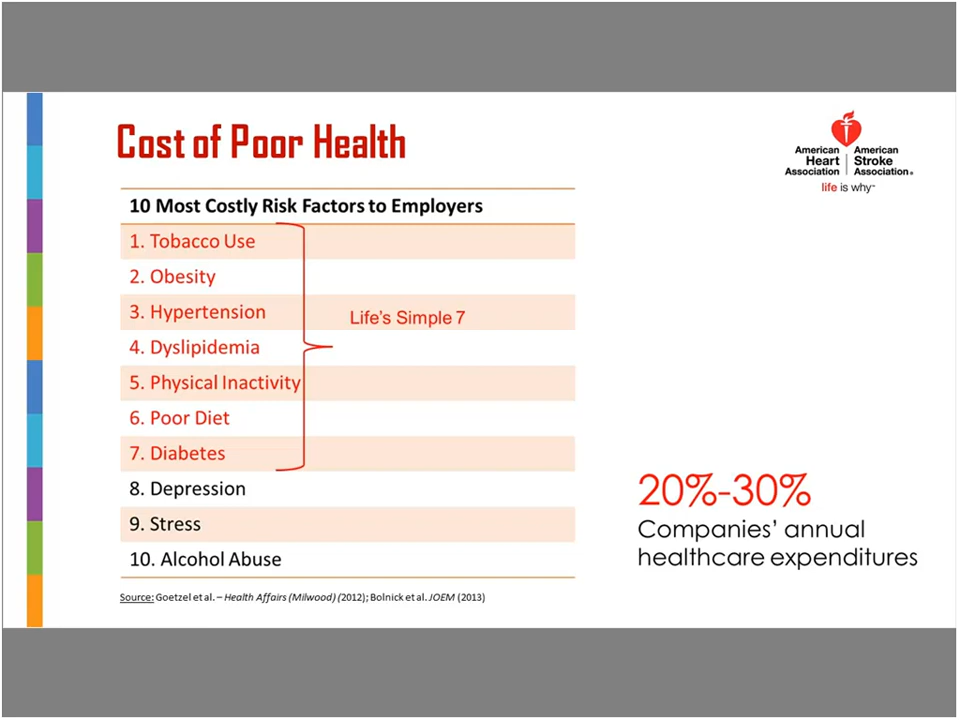 Cost of Poor Health
American Heart Association
American Stroke Association®
life is why™
10 Most Costly Risk Factors to Employers
1. Tobacco Use
2. Obesity
3. Hypertension
Life's Simple 7
4. Dyslipidemia
5. Physical Inactivity
6. Poor Diet
7. Diabetes
8. Depression
9. Stress
10. Alcohol Abuse
20%-30%
Companies' annual
healthcare expenditures
Source: Goetzel et al. – Health Affairs (Milwood) (2012); Bolnick et al. JOEM (2013)